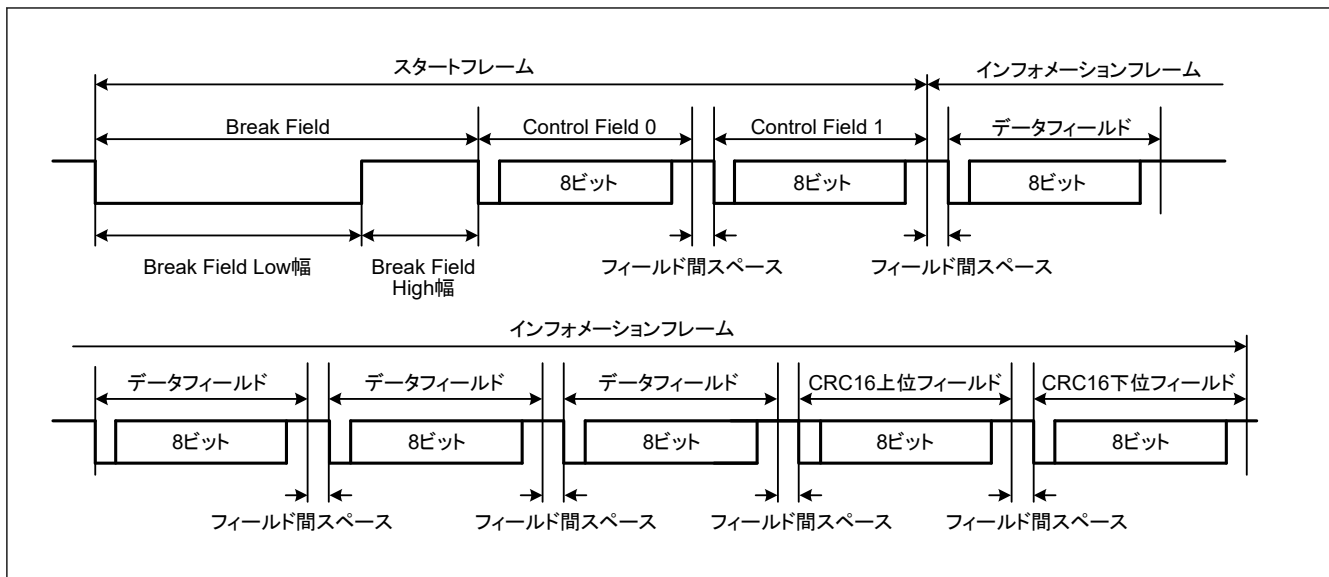 スタートフレーム インフォメーションフレーム
Break Field Control Field 0 Control Field 1 データフィールド
8ビット 8ビット 8ビット
Break Field Low幅 Break Field High幅 フィールド間スペース フィールド間スペース
インフォメーションフレーム
データフィールド データフィールド データフィールド CRC16上位フィールド CRC16下位フィールド
8ビット 8ビット 8ビット 8ビット 8ビット
フィールド間スペース フィールド間スペース フィールド間スペース フィールド間スペース